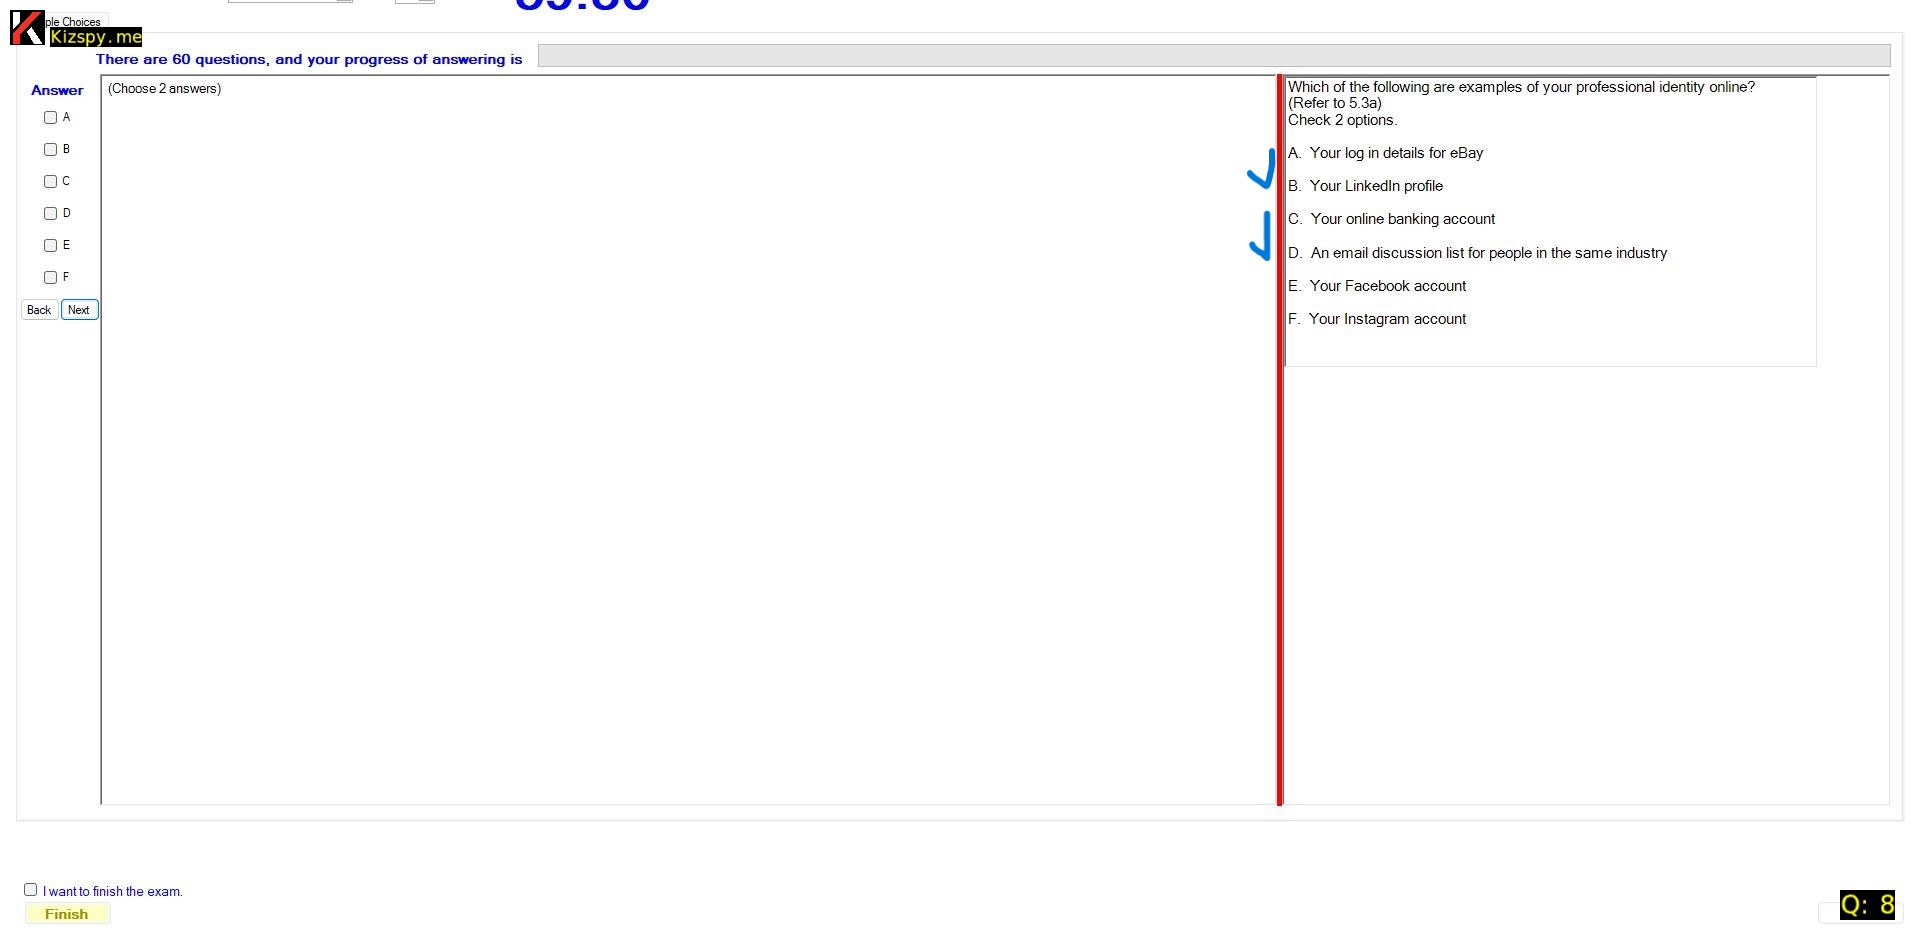 ple Choices
Kizspy.me
There are 60 questions, and your progress of answering is
Answer
(Choose 2 answers)
A
B
C
D
E
F
Back
Next
Which of the following are examples of your professional identity online?
(Refer to 5.3a)
Check 2 options.
A. Your log in details for eBay
B. Your LinkedIn profile
C. Your online banking account
D. An email discussion list for people in the same industry
E. Your Facebook account
F. Your Instagram account
I want to finish the exam.
Finish
Q: 8